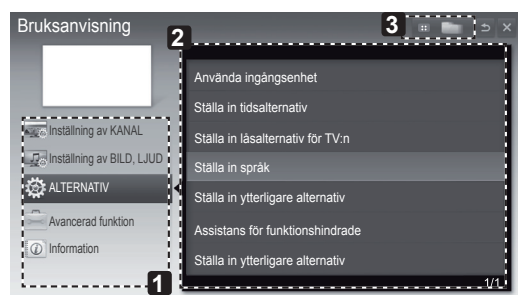 Bruksanvisning
2
3
Inställning av KANAL
Inställning av BILD, LJUD
ALTERNATIV
Avancerad funktion
Information
1
Använda ingångsenhet
Ställa in tidsalternativ
Ställa in låsalternativ för TV:n
Ställa in språk
Ställa in ytterligare alternativ
Assistans för funktionshindrade
Ställa in ytterligare alternativ
1/1